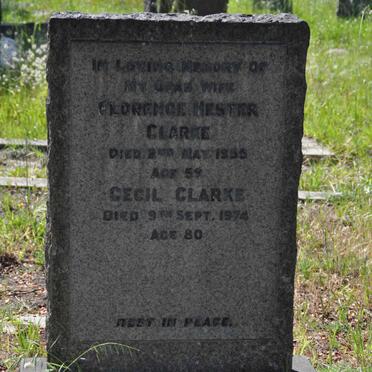 IN LOVING MEMORY OF
MY DEAR WIFE
FLORENCE HESTER
CLARKE
DIED 2ND MAY 1955
AGE 59
CECIL CLARKE
DIED 9TH SEPT. 1974
AGE 80
REST IN PEACE.